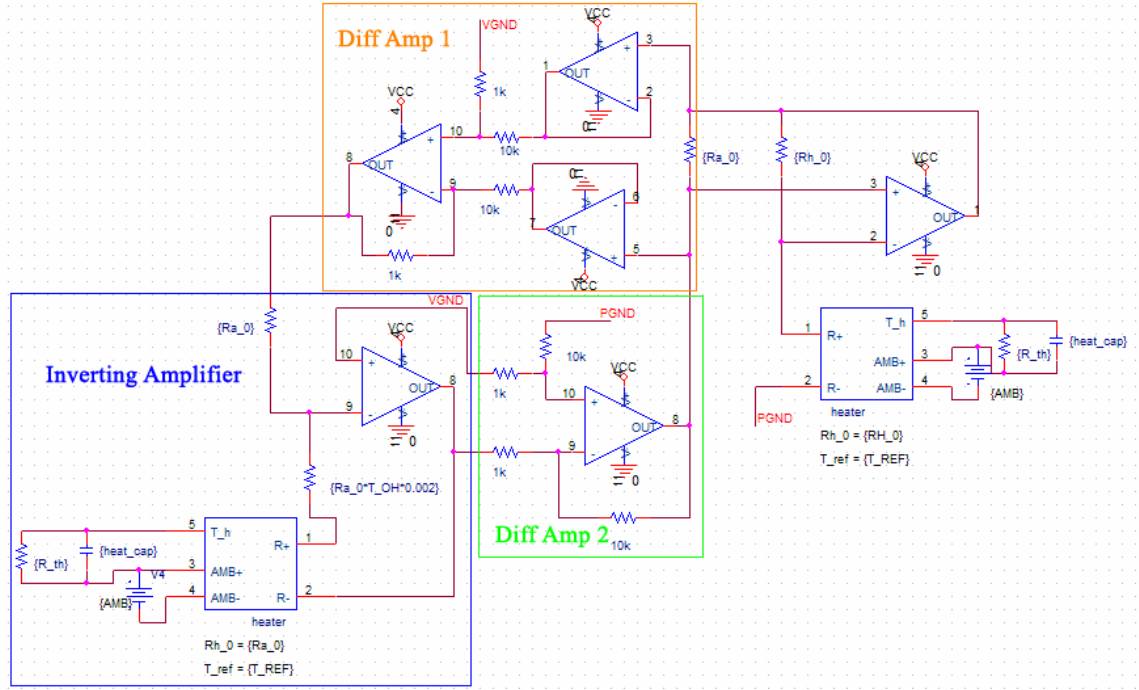 Diff Amp 1
VGND
VCC
3
1
OUT
1k
2
VCC
4
10
10k
8
OUT
9
10k
6
7
OUT
5
1k
0
VCC
{Ra_0}
{Rh_0}
VCC
3
OUT
1
2
11
0
VGND
PGND
{Ra_0}
VCC
10
OUT
8
9
11
0
Inverting Amplifier
10k
1k
VCC
10
OUT
8
9
1k
11
0
10k
Diff Amp 2
{Ra_0*T_OH*0.002}
5
T_h
R+
1
{R_th}
{heat_cap}
V4
3
AMB+
{AMB}
4
AMB-
R-
2
heater
Rh_0 = {Ra_0}
T_ref = {T_REF}
1
R+
T_h
5
{heat_cap}
{R_th}
AMB+
3
2
R-
AMB-
4
{AMB}
PGND
heater
Rh_0 = {RH_0}
T_ref = {T_REF}